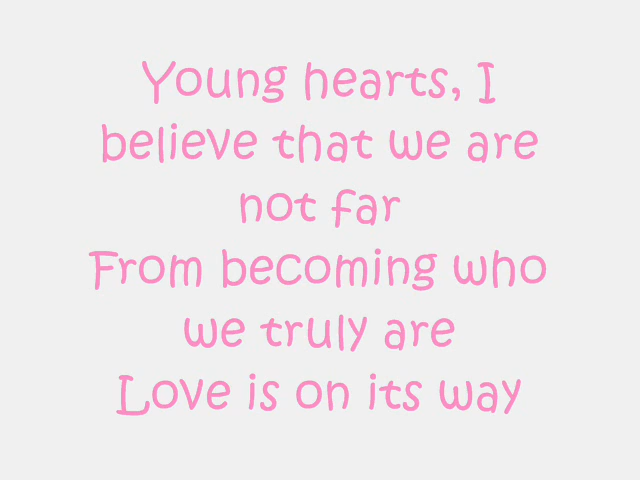 Young hearts, I
believe that we are
not far
From becoming who
we truly are
Love is on its way